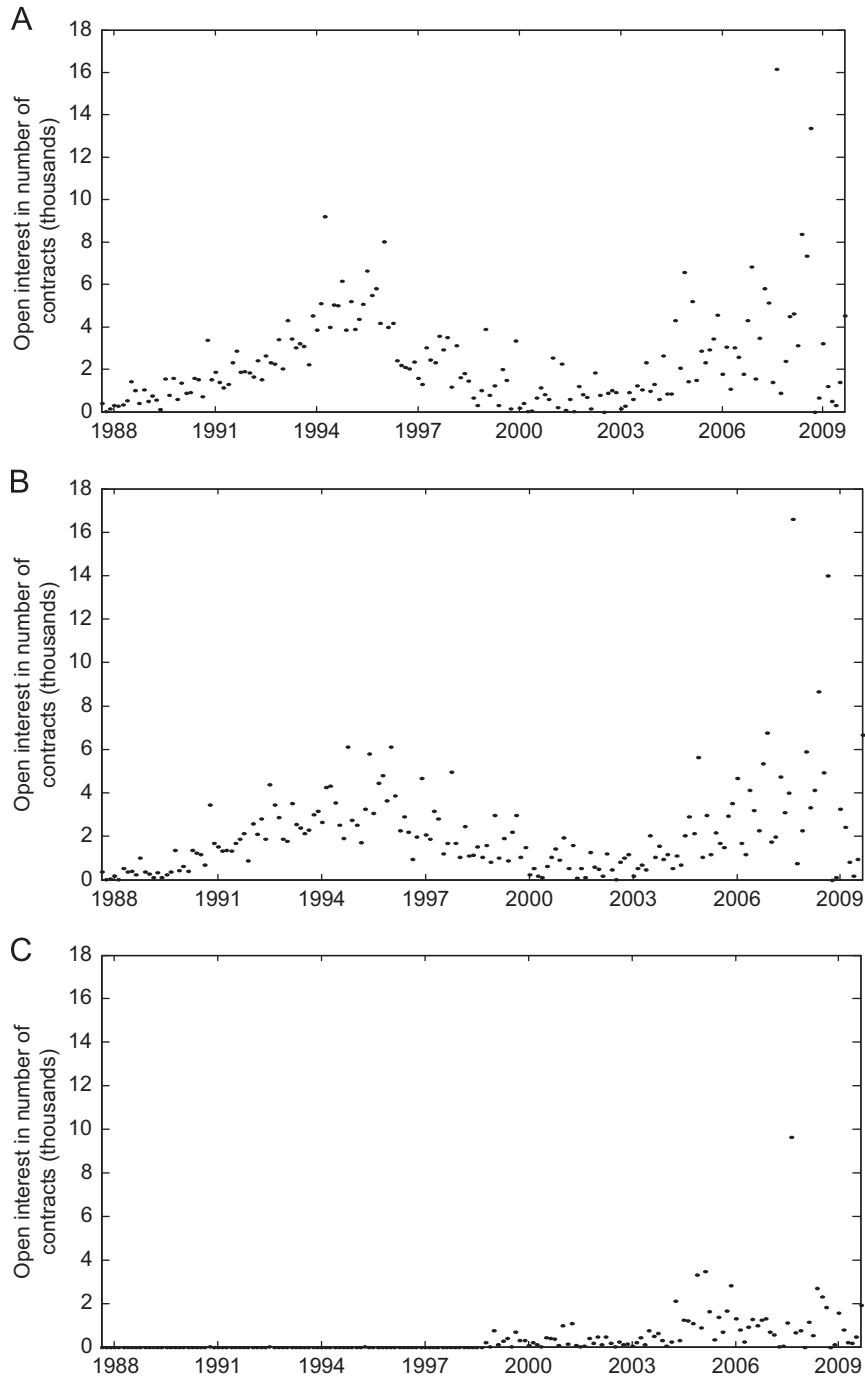 A
18
16
14
12
10
8
6
4
2
0
Open interest in number of
contracts (thousands)
1988 1991 1994 1997 2000 2003 2006 2009
B
18
16
14
12
10
8
6
4
2
0
Open interest in number of
contracts (thousands)
1988 1991 1994 1997 2000 2003 2006 2009
C
18
16
14
12
10
8
6
4
2
0
Open interest in number of
contracts (thousands)
1988 1991 1994 1997 2000 2003 2006 2009